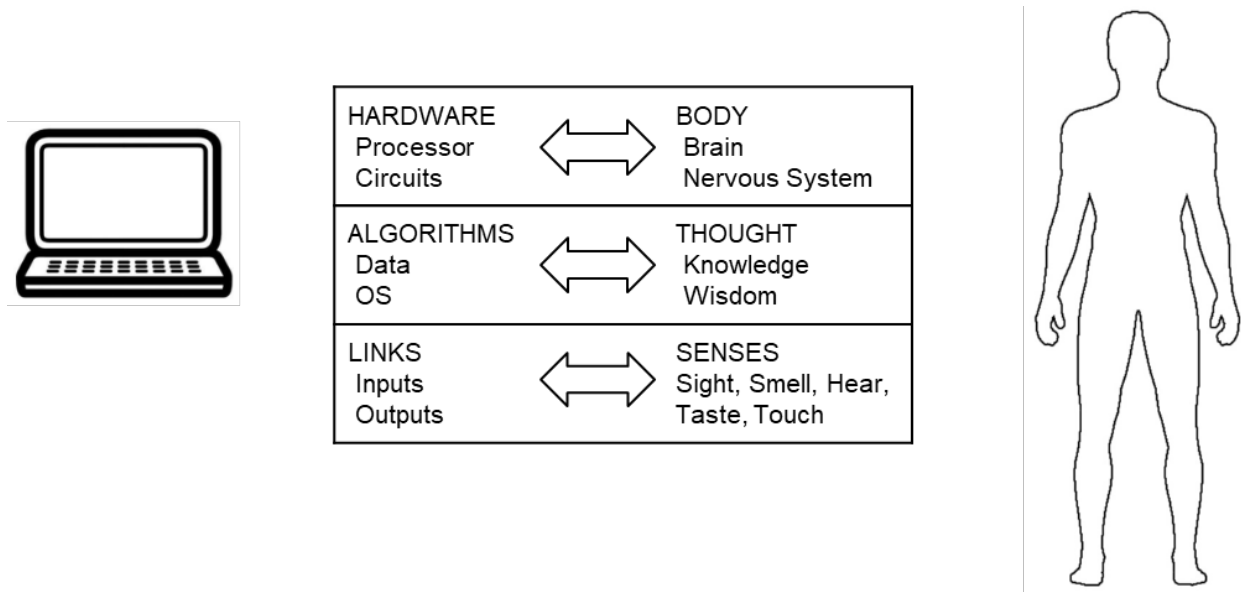 HARDWARE
Processor
Circuits
BODY
Brain
Nervous System
ALGORITHMS
Data
OS
THOUGHT
Knowledge
Wisdom
LINKS
Inputs
Outputs
SENSES
Sight, Smell, Hear,
Taste, Touch